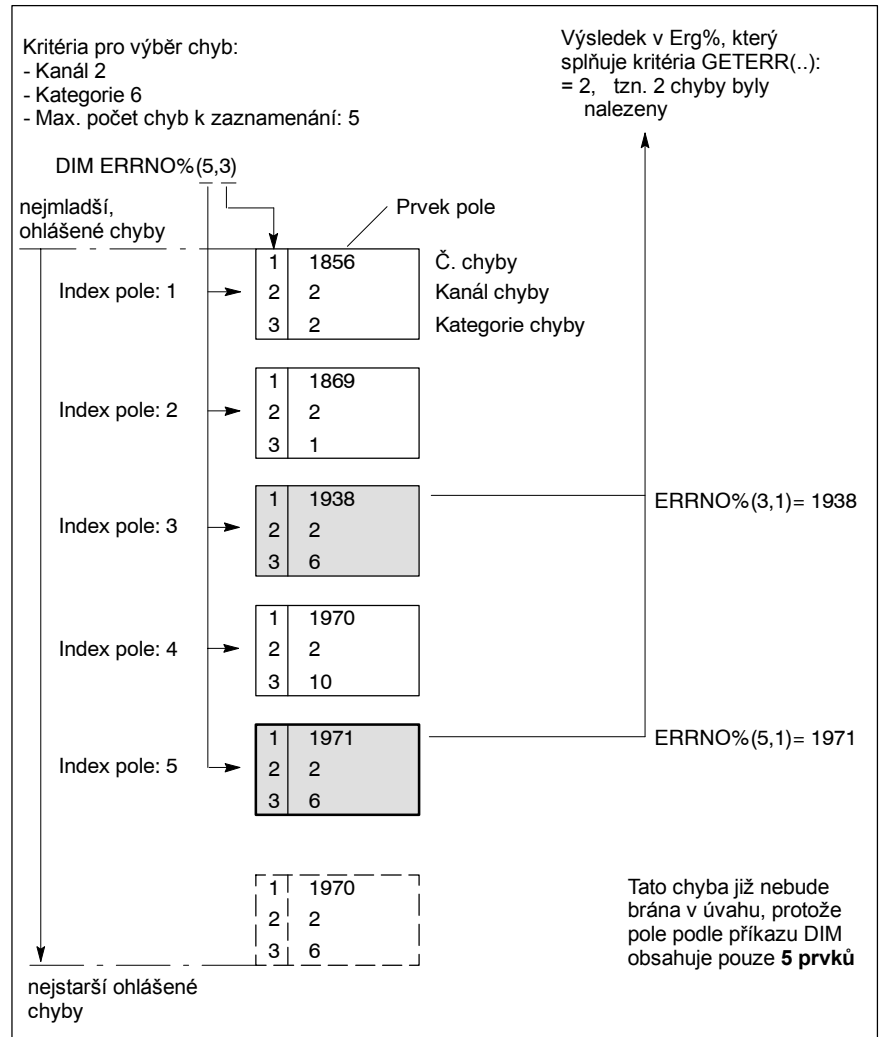 Kritéria pro výběr chyb:
- Kanál 2
- Kategorie 6
- Max. počet chyb k zaznamenání: 5
Výsledek v Erg%, který
splňuje kritéria GETERR(..):
= 2, tzn. 2 chyby byly
nalezeny
DIM ERRNO%(5,3)
nejmladší,
ohlášené chyby
Prvek pole
1 1856 Č. chyby
Index pole: 1 2 2 Kanál chyby
3 2 Kategorie chyby
1 1869
Index pole: 2 2 2
3 1
1 1938 ERRNO%(3,1)= 1938
Index pole: 3 2 2
3 6
1 1970
Index pole: 4 2 2
3 10
1 1971 ERRNO%(5,1)= 1971
Index pole: 5 2 2
3 6
1 1970
2 2
3 6
Tato chyba již nebude
brána v úvahu, protože
pole podle příkazu DIM
obsahuje pouze 5 prvků
nejstarší ohlášené
chyby